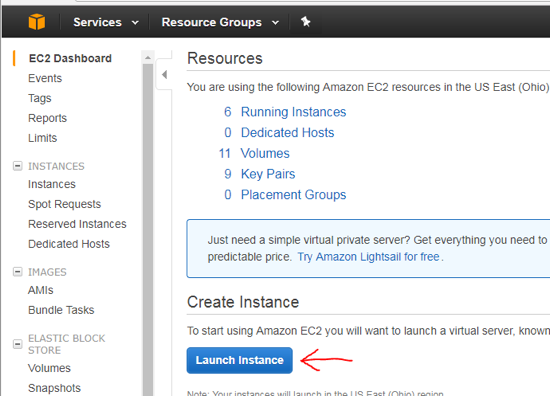 Services
Resource Groups
EC2 Dashboard
Events
Tags
Reports
Limits
INSTANCES
Instances
Spot Requests
Reserved Instances
Dedicated Hosts
IMAGES
AMIs
Bundle Tasks
ELASTIC BLOCK
STORE
Volumes
Snapshots
Resources
You are using the following Amazon EC2 resources in the US East (Ohio)
6 Running Instances
0 Dedicated Hosts
11 Volumes
9 Key Pairs
0 Placement Groups
Just need a simple virtual private server? Get everything you need to
predictable price. Try Amazon Lightsail for free.
Create Instance
To start using Amazon EC2 you will want to launch a virtual server, known
Launch Instance
Note: Your instances will launch in the US East (Ohio) region